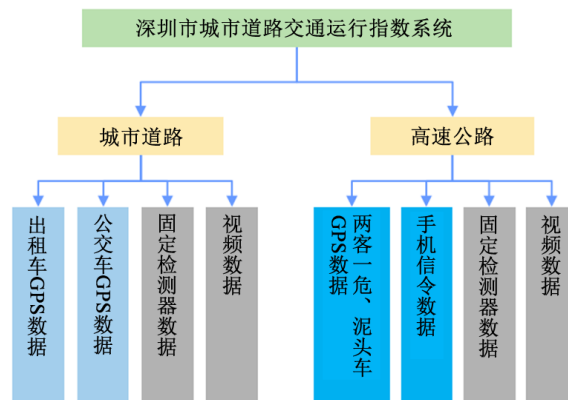 深圳市城市道路交通运行指数系统
城市道路
高速公路
出租车GPS数据
公交车GPS数据
固定检测器数据
视频数据
两客一危、泥头车
GPS数据
手机信令数据
固定检测器数据
视频数据